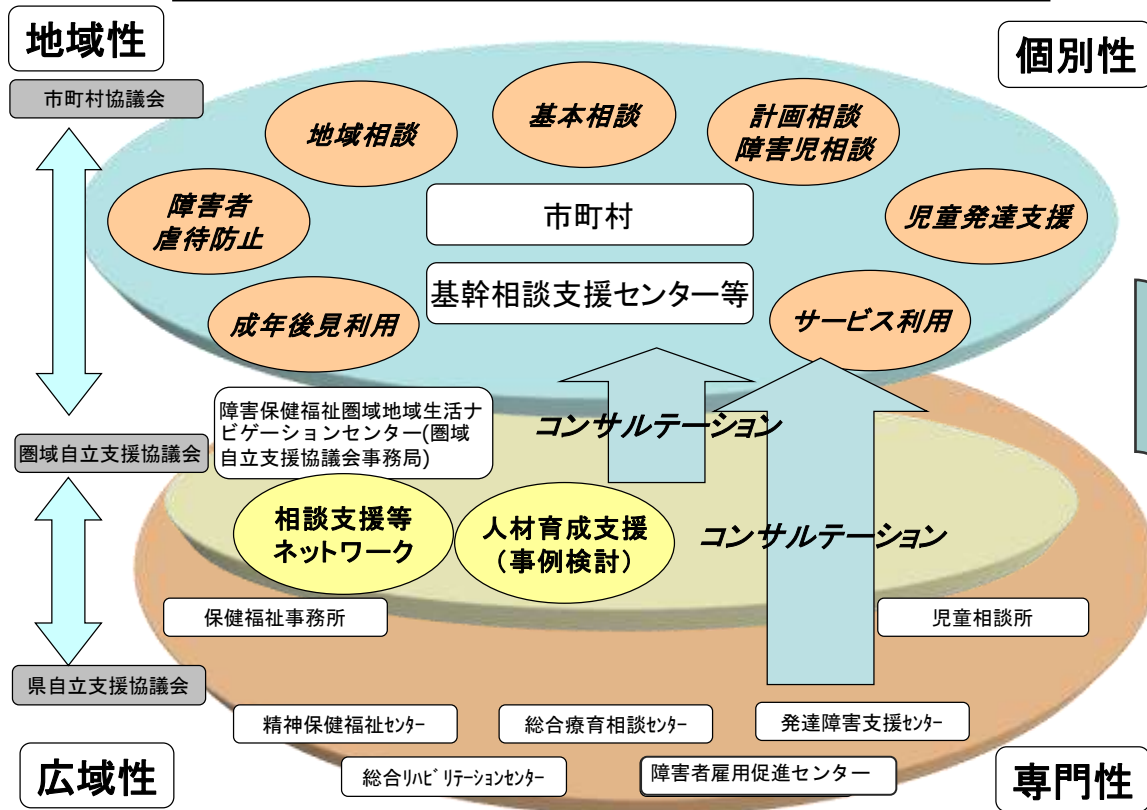 地域性
個別性
市町村協議会
基本相談
地域相談
計画相談
障害児相談
障害者
虐待防止
市町村
児童発達支援
基幹相談支援センター等
成年後見利用
サービス利用
障害保健福祉圏域地域生活ナ
ビゲーションセンター(圏域
自立支援協議会事務局)
コンサルテーション
圏域自立支援協議会
相談支援等
ネットワーク
人材育成支援
（事例検討）
コンサルテーション
保健福祉事務所
児童相談所
県自立支援協議会
精神保健福祉ｾﾝﾀｰ
総合療育相談ｾﾝﾀｰ
発達障害支援ｾﾝﾀｰ
広域性
総合ﾘﾊﾋﾞﾘﾃｰｼｮﾝｾﾝﾀｰ
障害者雇用促進センター
専門性